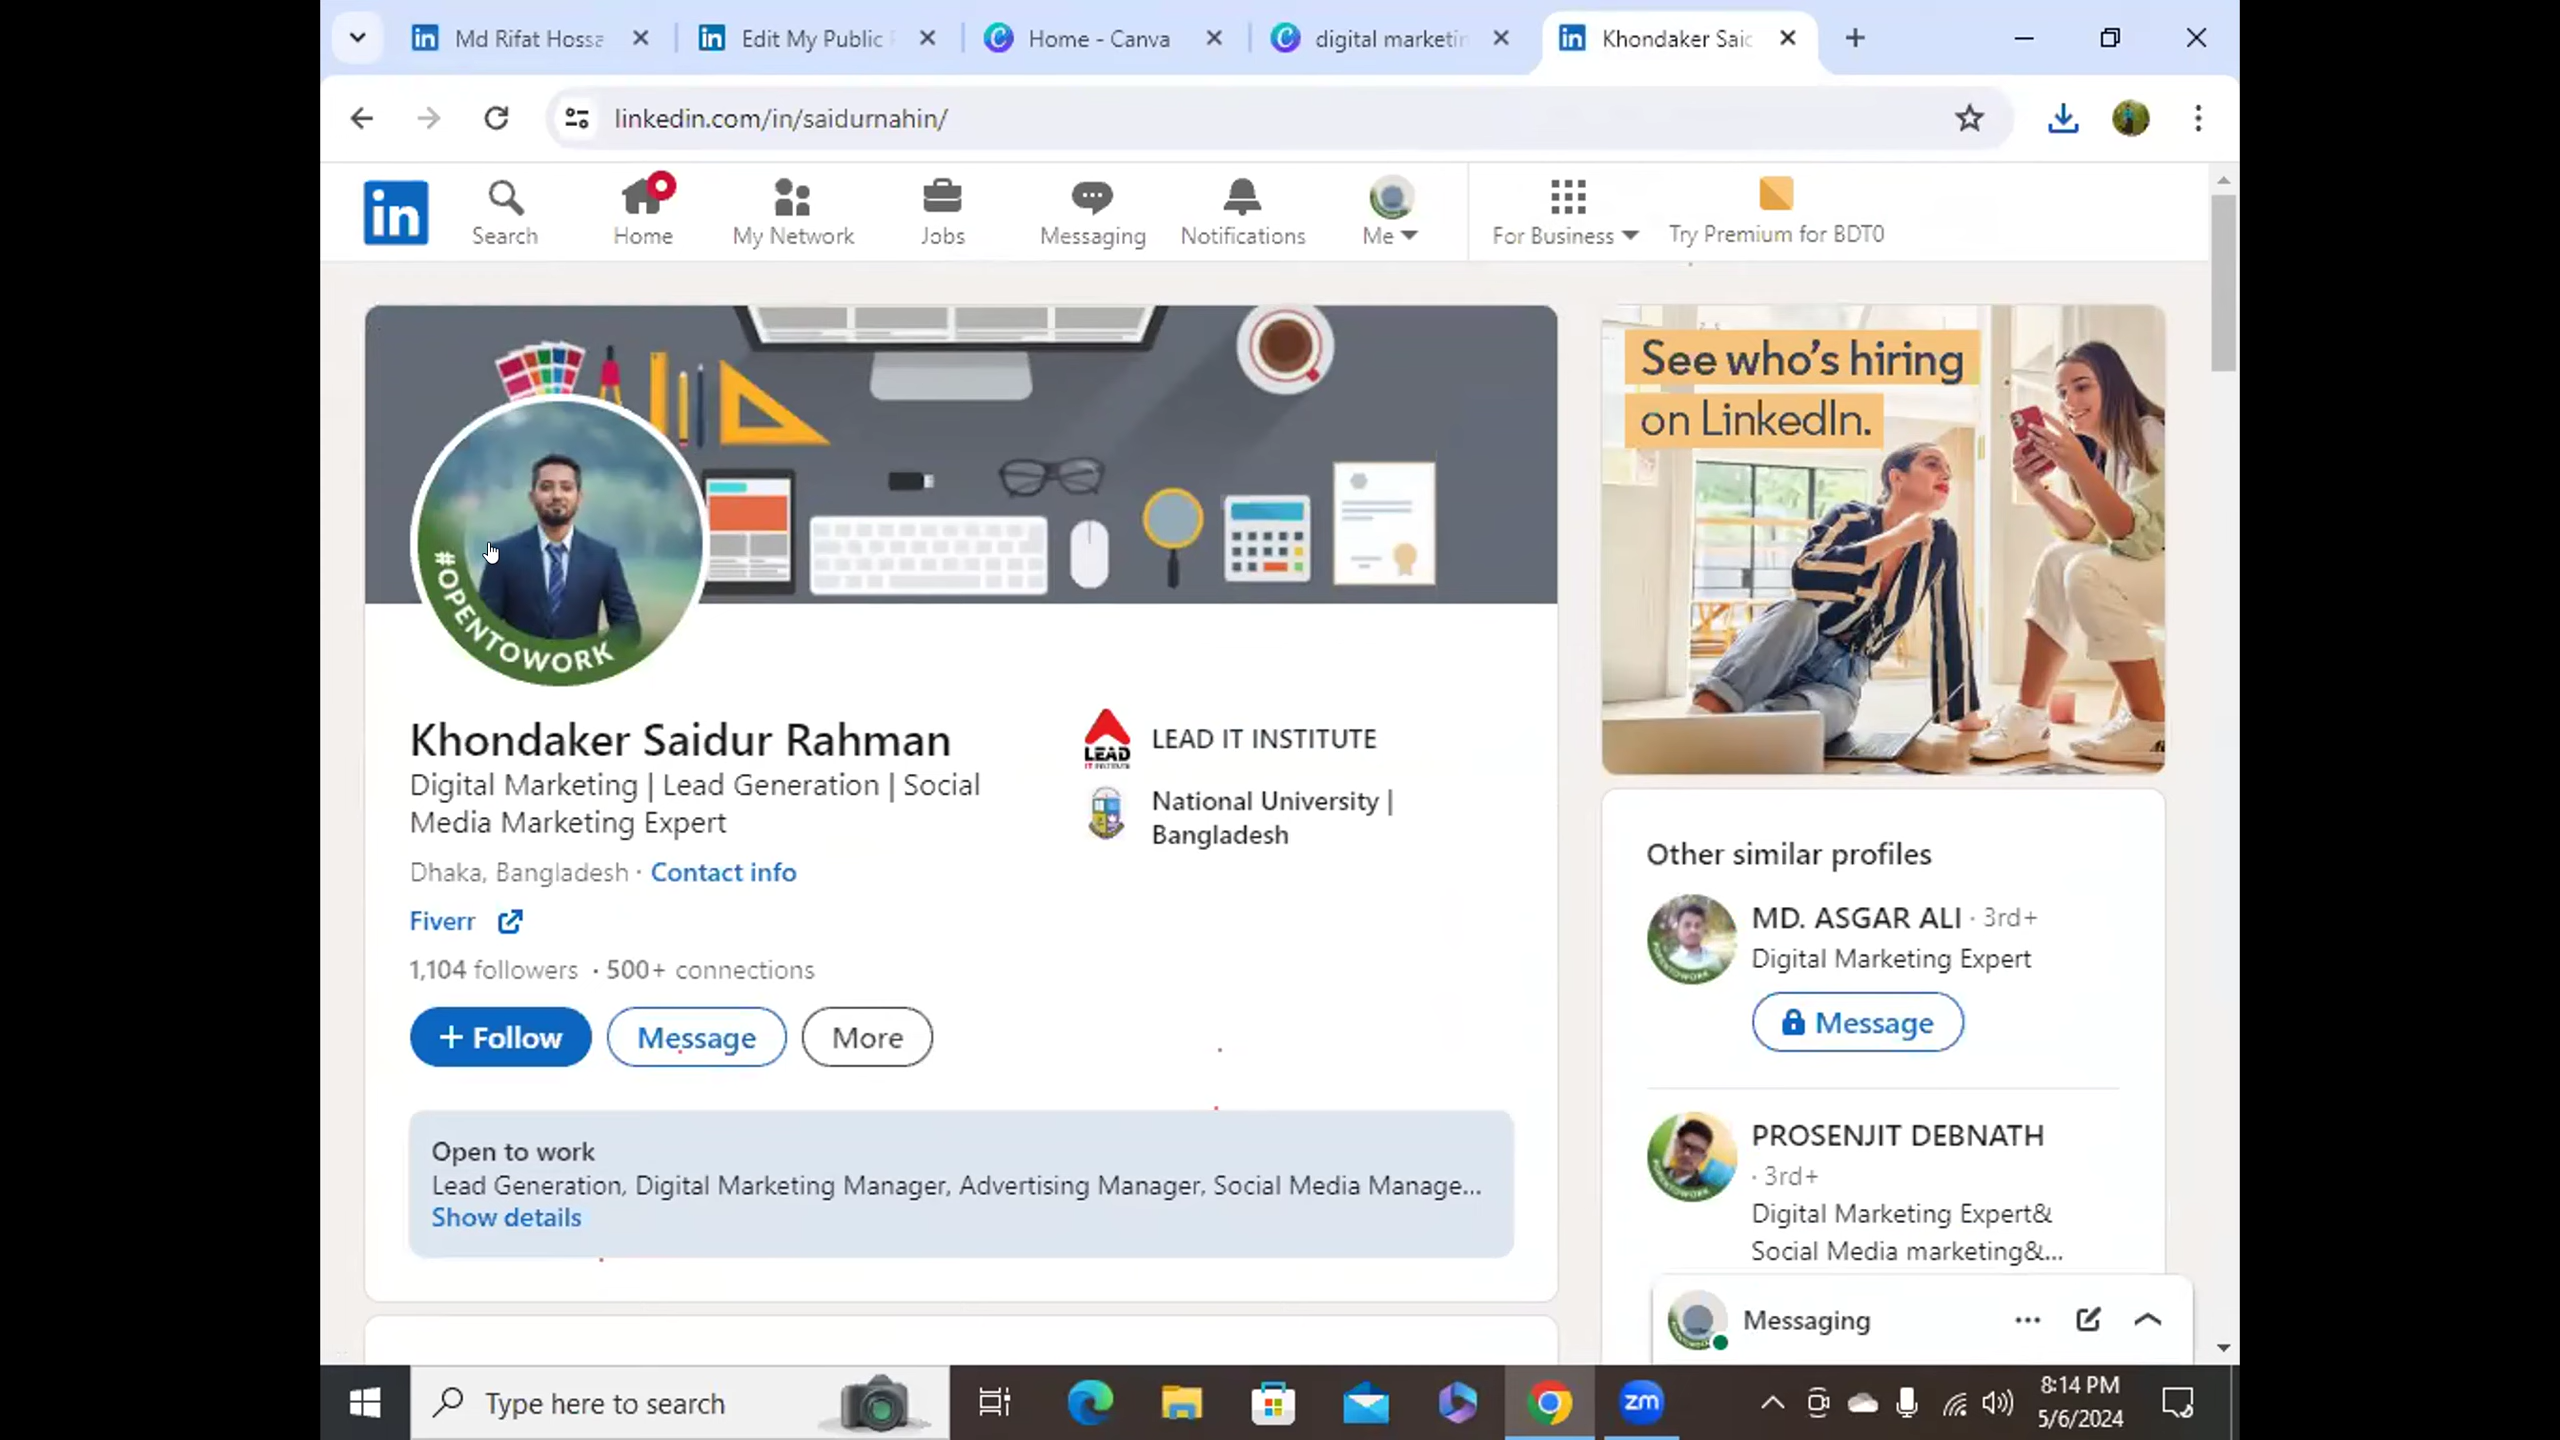 Md Rifat Hossa
Edit My Public
Home - Canva
digital marketin
Khondaker Said
linkedin.com/in/saidurnahin/
in
Search
Home
My Network
Jobs
Messaging
Notifications
Me
For Business
Try Premium for BDT0
See who's hiring
on LinkedIn.
#OPENTOWORK
Khondaker Saidur Rahman
Digital Marketing | Lead Generation | Social
Media Marketing Expert
Dhaka, Bangladesh · Contact info
Fiverr
1,104 followers · 500+ connections
+ Follow
Message
More
LEAD
LEAD IT INSTITUTE
National University |
Bangladesh
Open to work
Lead Generation, Digital Marketing Manager, Advertising Manager, Social Media Manage...
Show details
Other similar profiles
MD. ASGAR ALI · 3rd+
Digital Marketing Expert
Message
PROSENJIT DEBNATH
· 3rd+
Digital Marketing Expert&
Social Media marketing&...
Messaging
Type here to search
zm
8:14 PM
5/6/2024